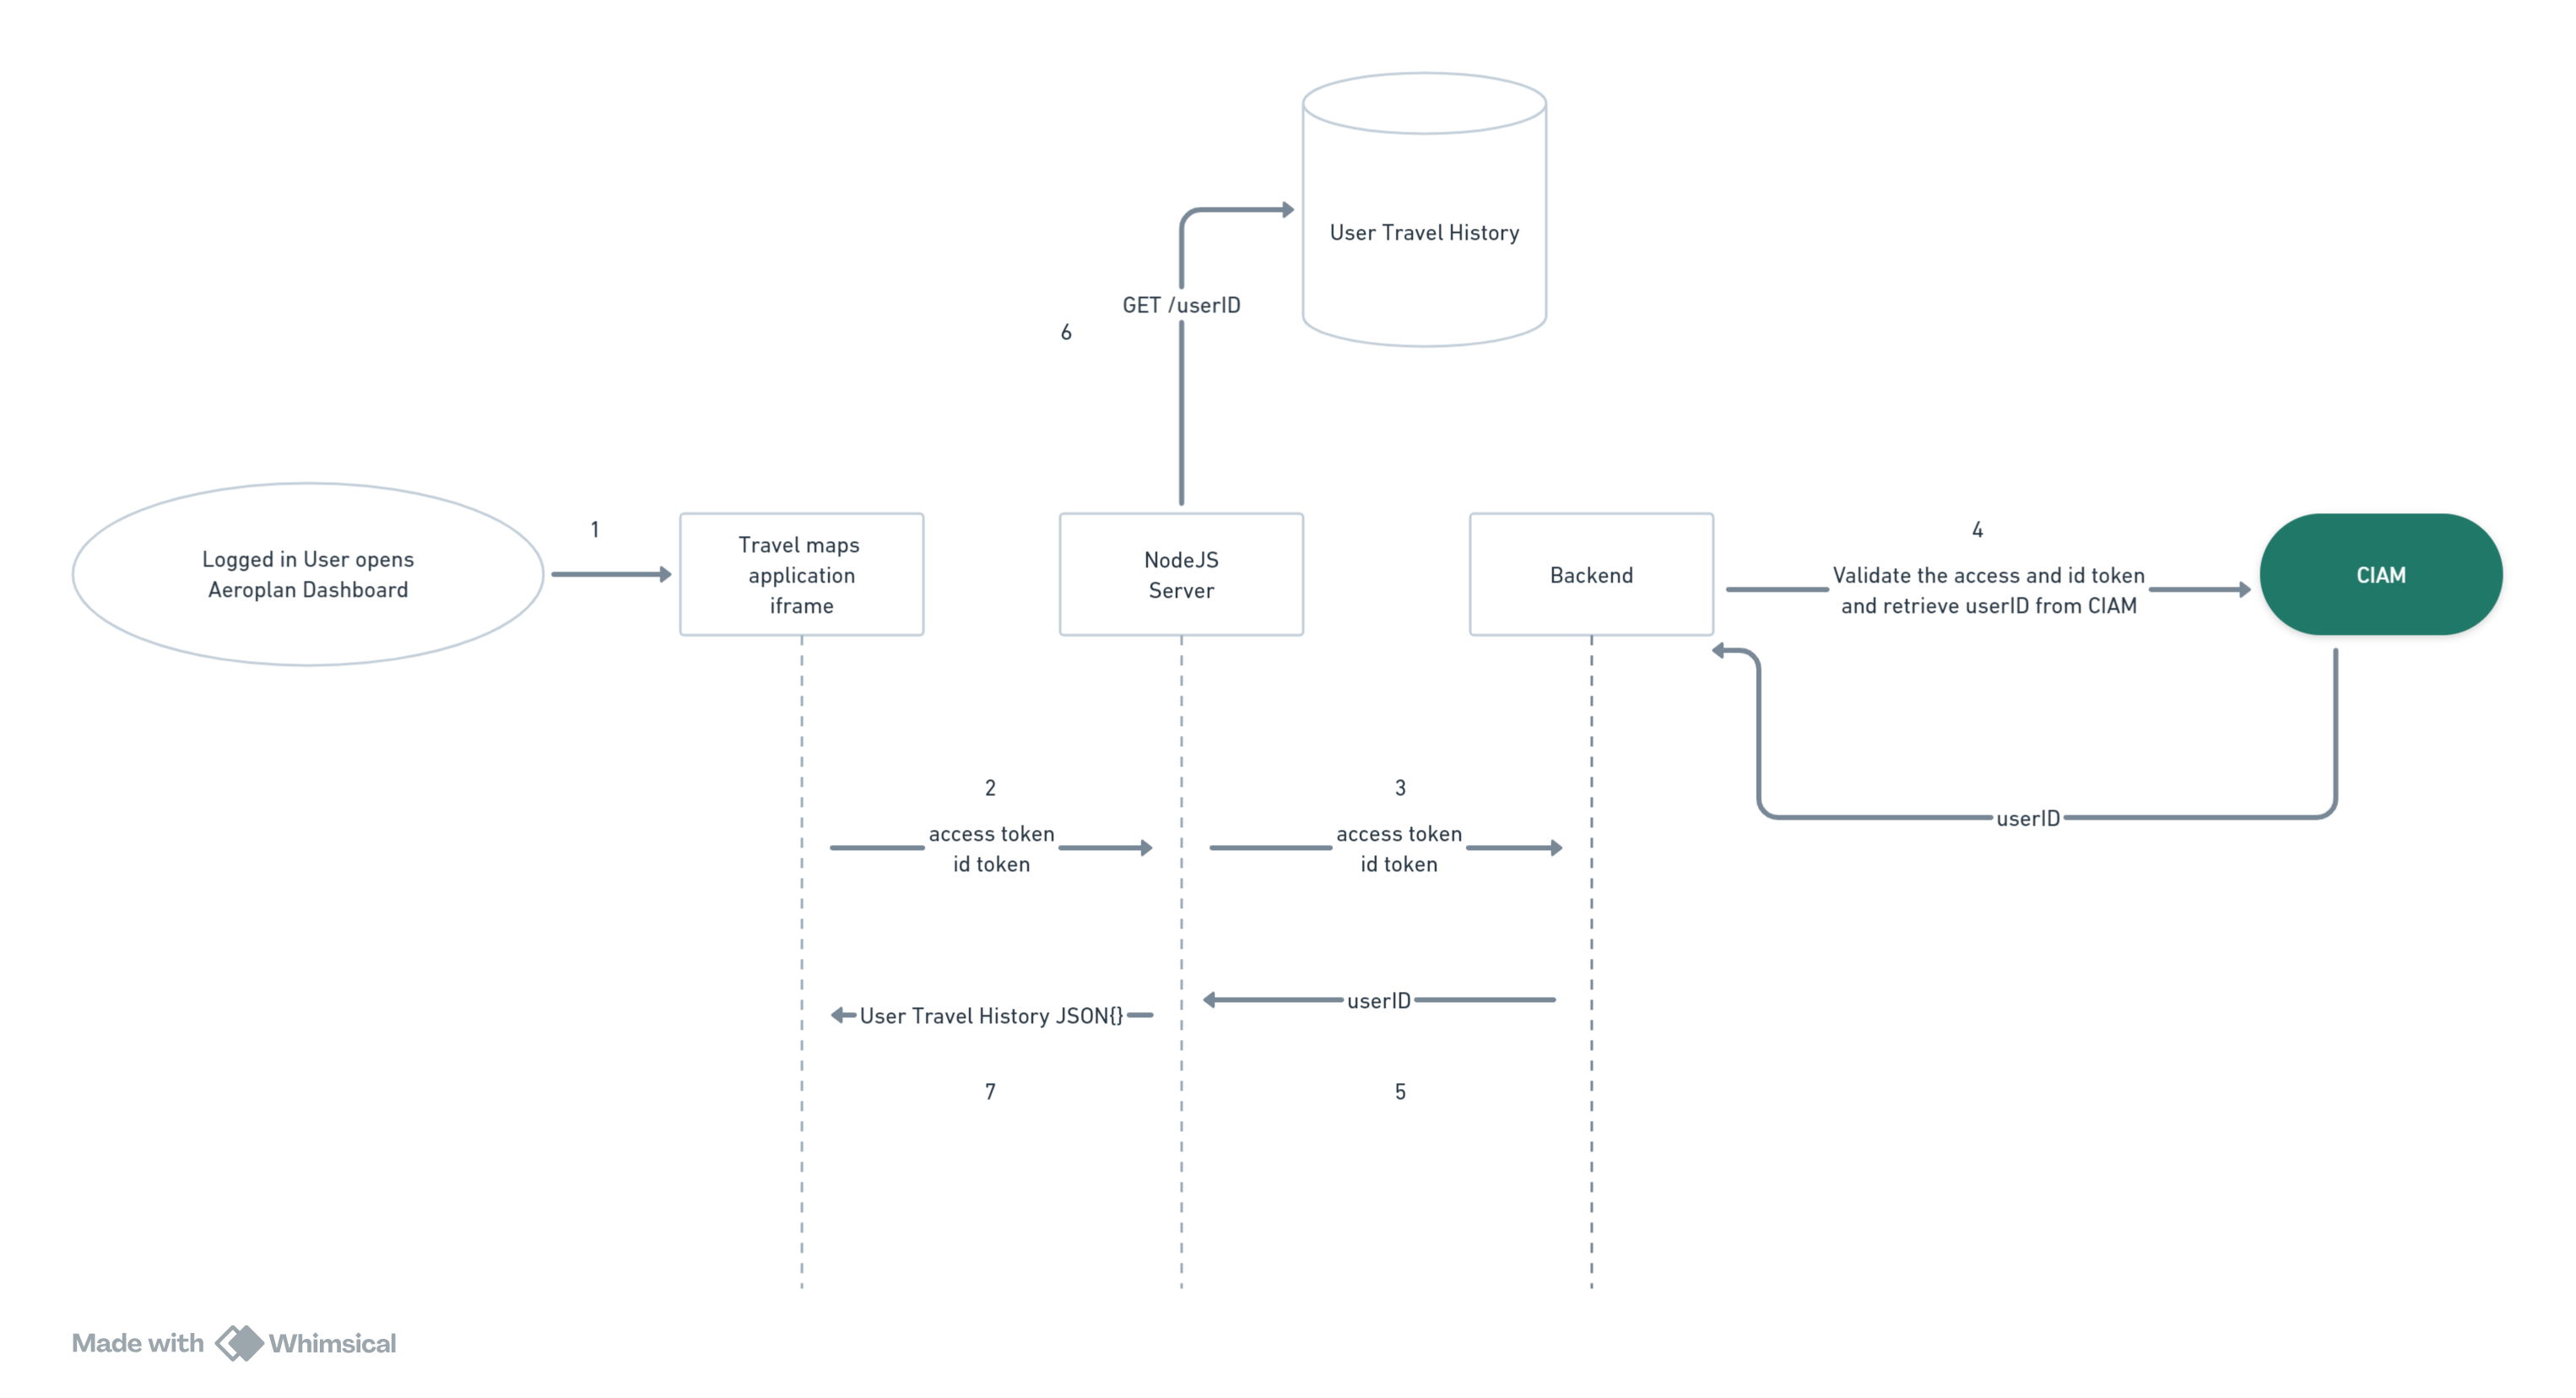 User Travel History
GET /userID
6
Logged in User opens
Aeroplan Dashboard
1
Travel maps
application
iframe
NodeJS
Server
Backend
4
Validate the access and id token
and retrieve userID from CIAM
CIAM
2
access token
id token
3
access token
id token
userID
userID
User Travel History JSON{}
7
5
Made with Whimsical